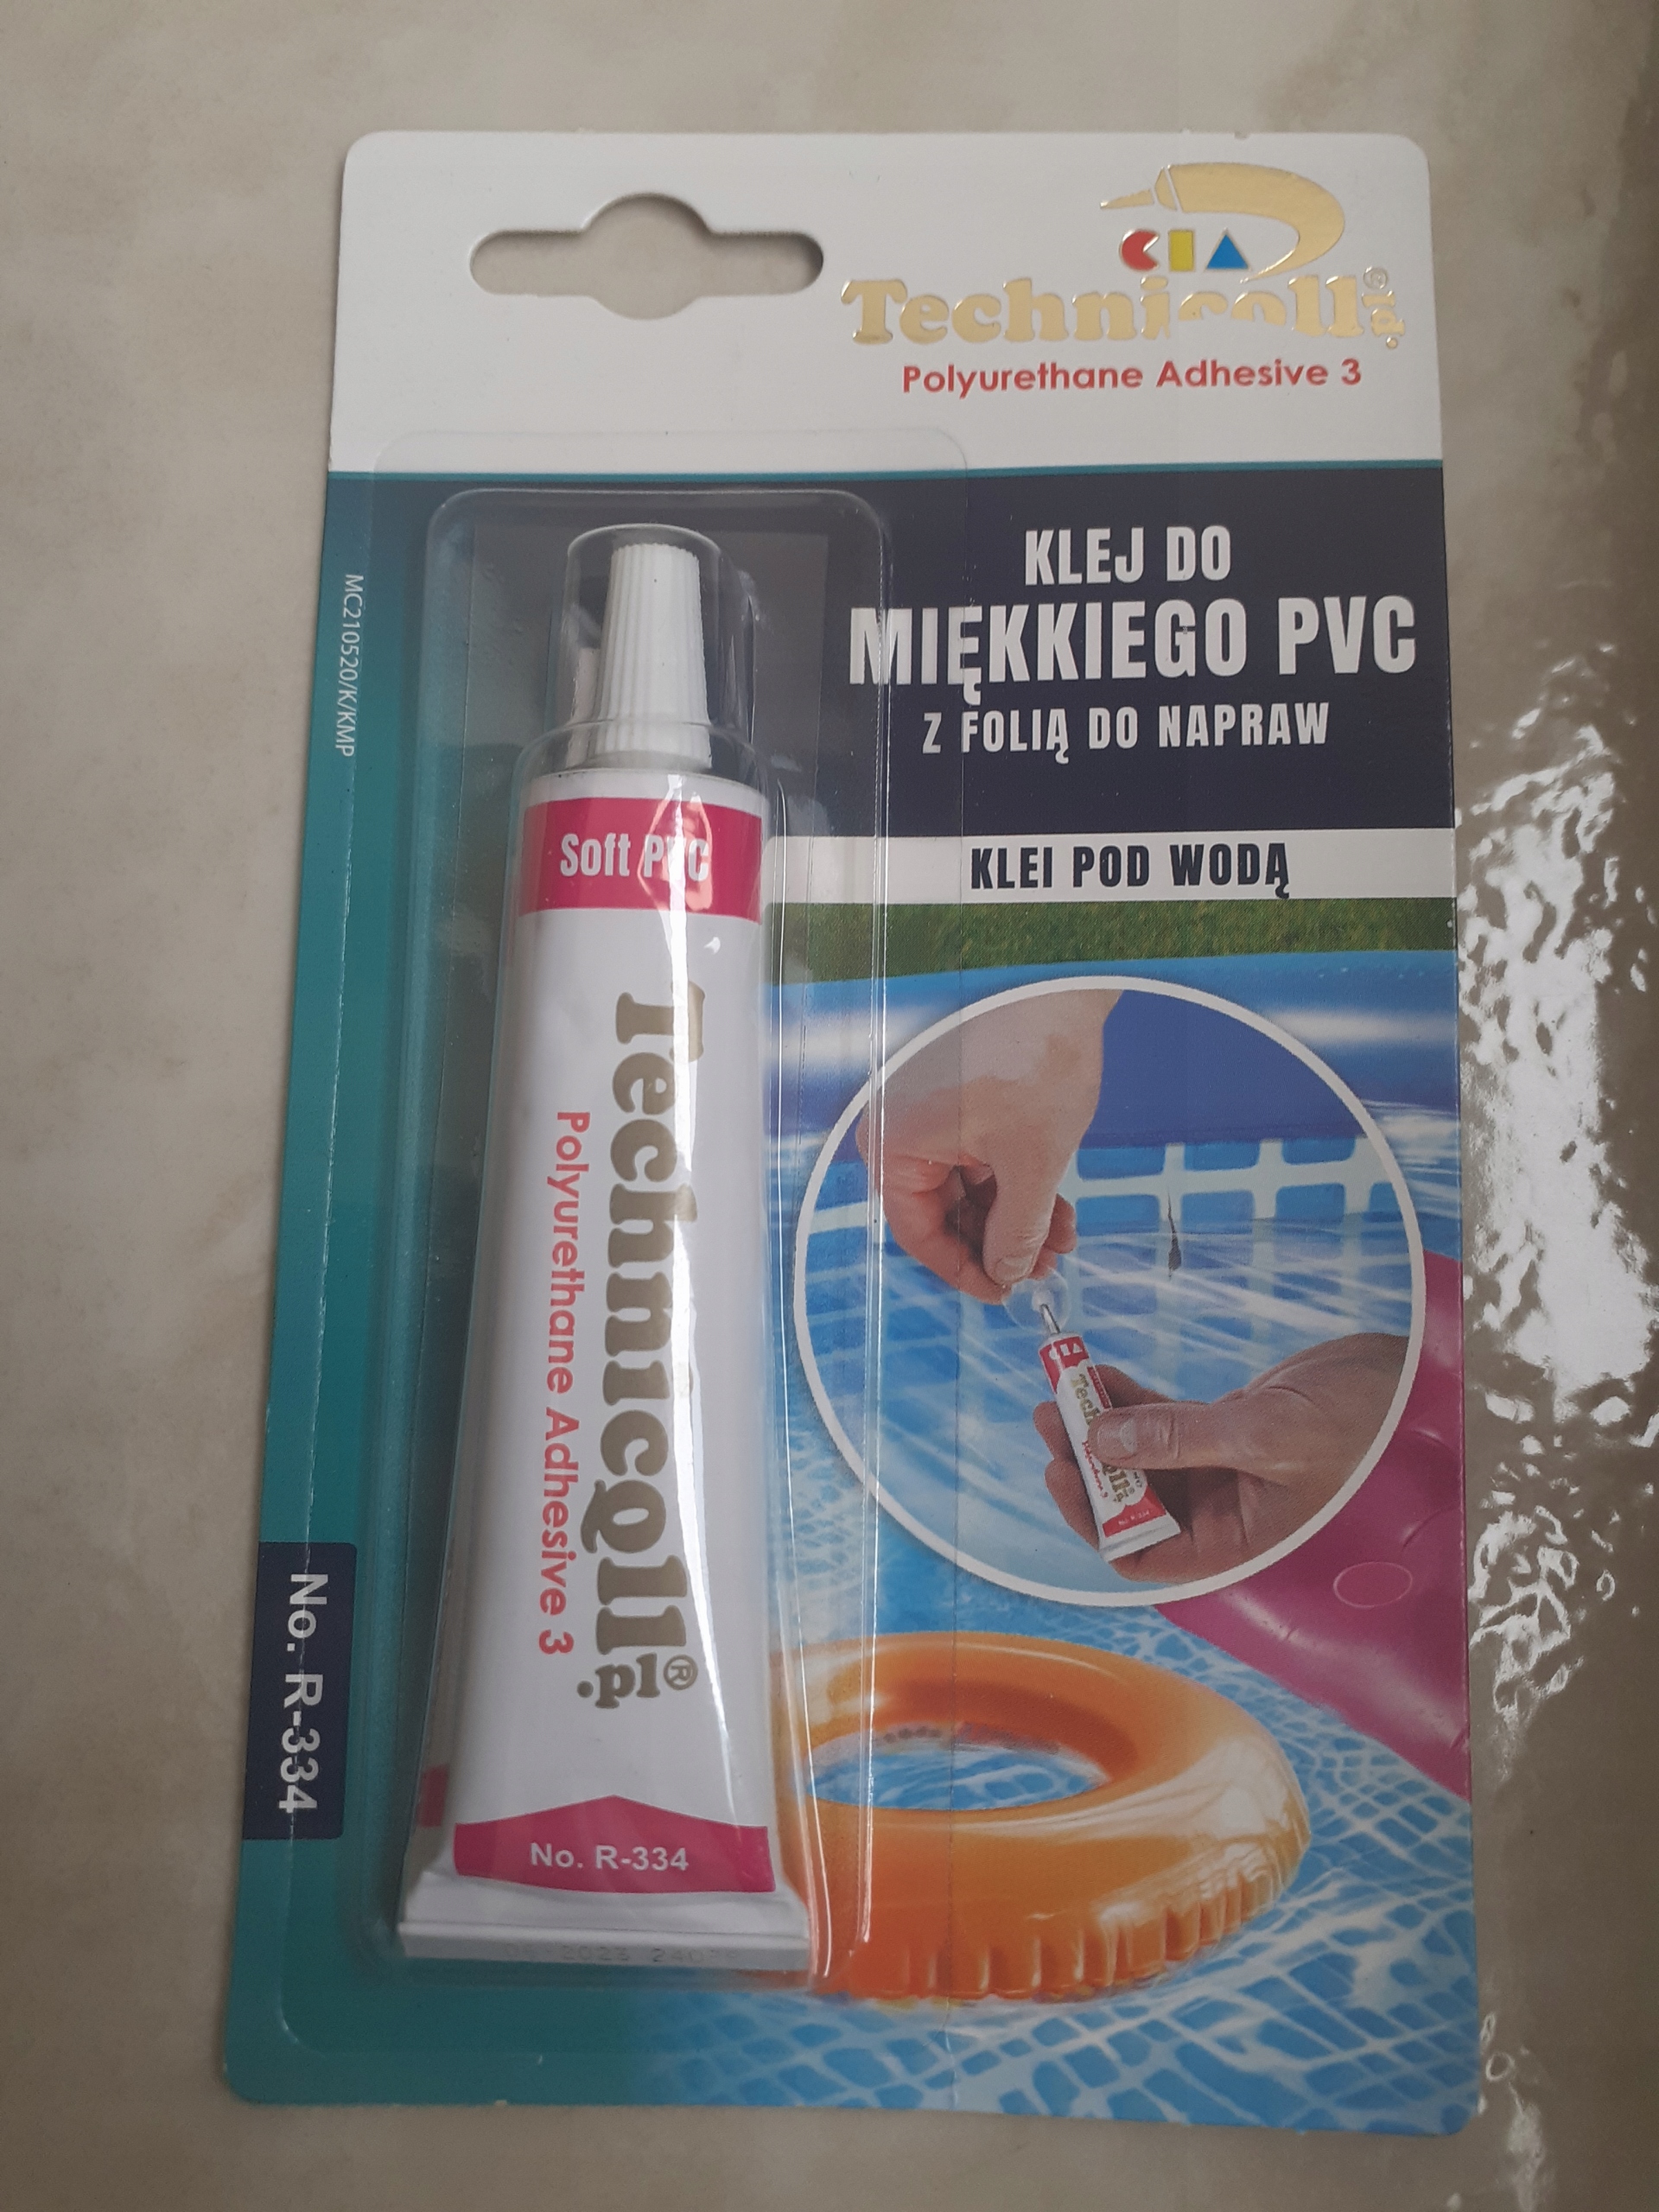 Technicqll®.pl
Polyurethane Adhesive 3
KLEJ DO
MIĘKKIEGO PVC
Z FOLIĄ DO NAPRAW
KLEI POD WODĄ
MC210520/K/KMP
Soft PVC
Technicqll®.pl
Polyurethane Adhesive 3
No. R-334
No. R-334